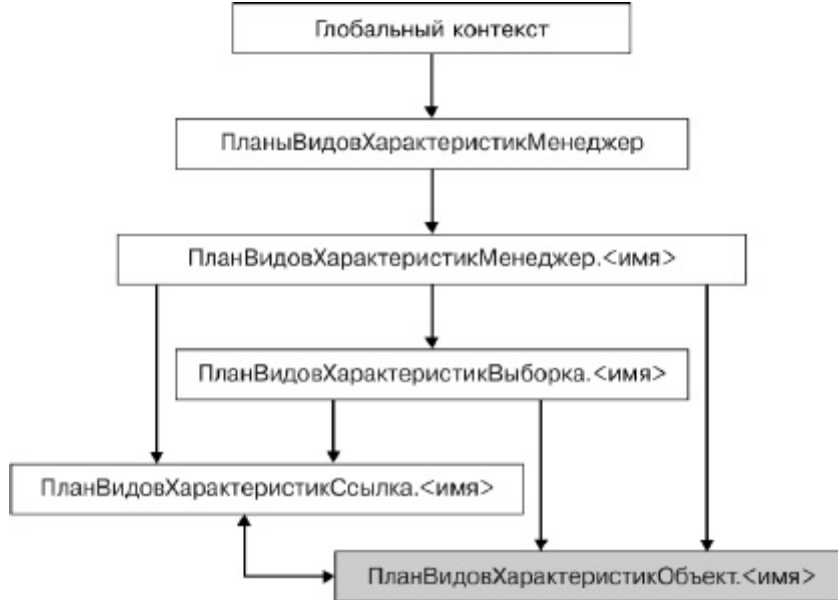 Глобальный контекст
ПланыВидовХарактеристикМенеджер
ПланВидовХарактеристикМенеджер.<имя>
ПланВидовХарактеристикВыборка.<имя>
ПланВидовХарактеристикСсылка.<имя>
ПланВидовХарактеристикОбъект.<имя>